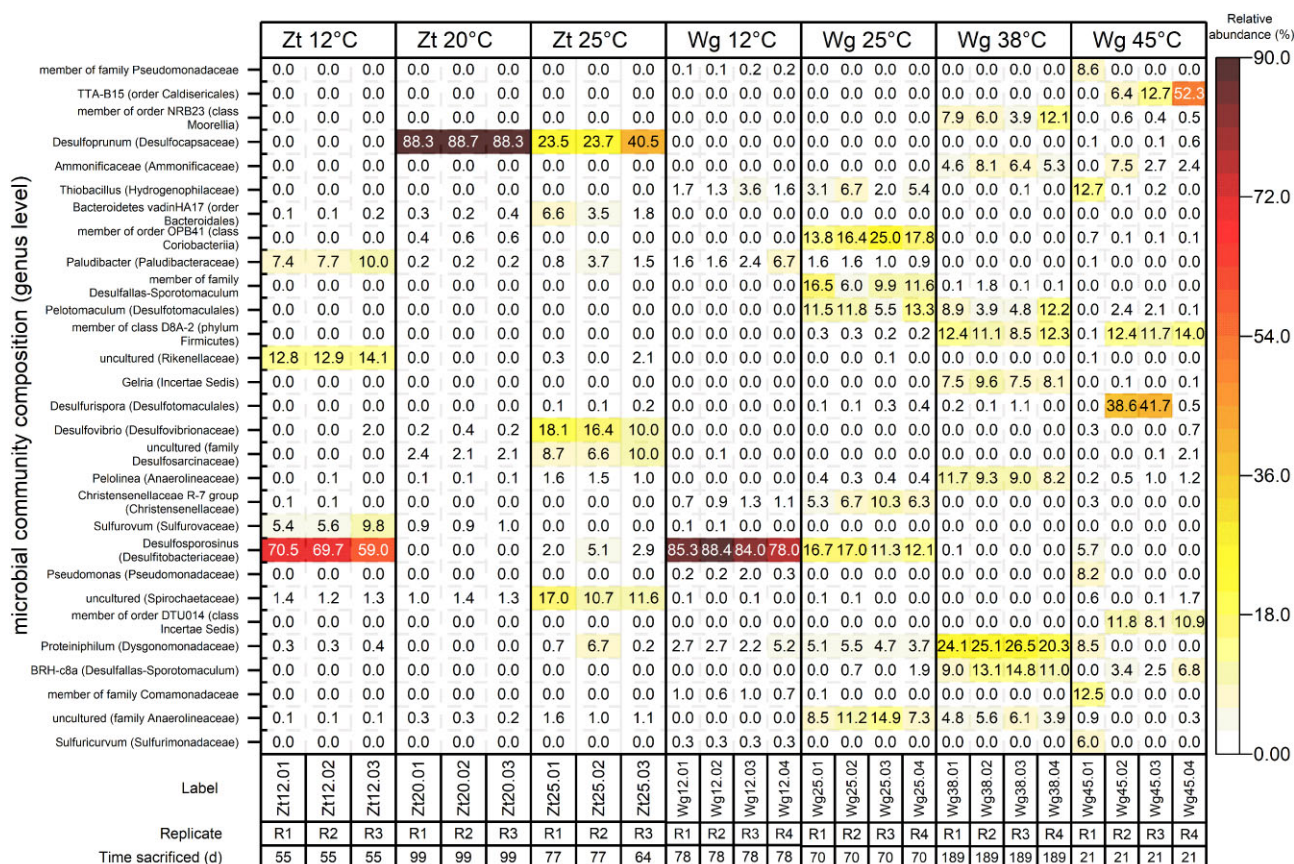 Relative
abundance (%)
Zt 12°C Zt 20°C Zt 25°C Wg 12°C Wg 25°C Wg 38°C Wg 45°C
90.0
72.0
54.0
36.0
18.0
0.00
microbial community composition (genus level)
member of family Pseudomonadaceae 0.0 0.0 0.0 0.0 0.0 0.0 0.0 0.0 0.0 0.1 0.1 0.2 0.2 0.0 0.0 0.0 0.0 0.0 0.0 0.0 0.0 8.6 0.0 0.0 0.0
TTA-B15 (order Caldisericales) 0.0 0.0 0.0 0.0 0.0 0.0 0.0 0.0 0.0 0.0 0.0 0.0 0.0 0.0 0.0 0.0 0.0 0.0 0.0 0.0 0.0 0.0 6.4 12.7 52.3
member of order NRB23 (class
Moorellia) 0.0 0.0 0.0 0.0 0.0 0.0 0.0 0.0 0.0 0.0 0.0 0.0 0.0 0.0 0.0 0.0 0.0 7.9 6.0 3.9 12.1 0.0 0.6 0.4 0.5
Desulfoprunum (Desulfocapsaceae) 0.0 0.0 0.0 88.3 88.7 88.3 23.5 23.7 40.5 0.0 0.0 0.0 0.0 0.0 0.0 0.0 0.0 0.0 0.0 0.0 0.0 0.1 0.0 0.1 0.6
Ammonificaceae (Ammonificaceae) 0.0 0.0 0.0 0.0 0.0 0.0 0.0 0.0 0.0 0.0 0.0 0.0 0.0 0.0 0.0 0.0 0.0 4.6 8.1 6.4 5.3 0.0 7.5 2.7 2.4
Thiobacillus (Hydrogenophilaceae) 0.0 0.0 0.0 0.0 0.0 0.0 0.0 0.0 0.0 1.7 1.3 3.6 1.6 3.1 6.7 2.0 5.4 0.0 0.0 0.1 0.0 12.7 0.1 0.2 0.0
Bacteroidetes vadinHA17 (order
Bacteroidales) 0.1 0.1 0.2 0.3 0.2 0.4 6.6 3.5 1.8 0.0 0.0 0.0 0.0 0.0 0.0 0.0 0.0 0.0 0.0 0.0 0.0 0.0 0.0 0.0 0.0
member of order OPB41 (class
Coriobacteriia) 0.0 0.0 0.0 0.4 0.6 0.6 0.0 0.0 0.0 0.0 0.0 0.0 0.0 13.8 16.4 25.0 17.8 0.0 0.0 0.0 0.0 0.7 0.1 0.1 0.1
Paludibacter (Paludibacteraceae) 7.4 7.7 10.0 0.2 0.2 0.2 0.8 3.7 1.5 1.6 1.6 2.4 6.7 1.6 1.6 1.0 0.9 0.0 0.0 0.0 0.0 0.1 0.0 0.0 0.0
member of family
Desulfallas-Sporotomaculum 0.0 0.0 0.0 0.0 0.0 0.0 0.0 0.0 0.0 0.0 0.0 0.0 0.0 16.5 6.0 9.9 11.6 0.1 1.8 0.1 0.1 0.0 0.0 0.0 0.0
Pelotomaculum (Desulfotomaculales) 0.0 0.0 0.0 0.0 0.0 0.0 0.0 0.0 0.0 0.0 0.0 0.0 0.0 11.5 11.8 5.5 13.3 8.9 3.9 4.8 12.2 0.0 2.4 2.1 0.1
member of class D8A-2 (phylum
Firmicutes) 0.0 0.0 0.0 0.0 0.0 0.0 0.0 0.0 0.0 0.0 0.0 0.0 0.0 0.3 0.3 0.2 0.2 12.4 11.1 8.5 12.3 0.1 12.4 11.7 14.0
uncultured (Rikenellaceae) 12.8 12.9 14.1 0.0 0.0 0.0 0.3 0.0 2.1 0.0 0.0 0.0 0.0 0.0 0.0 0.1 0.0 0.0 0.0 0.0 0.0 0.1 0.0 0.0 0.0
Gelria (Incertae Sedis) 0.0 0.0 0.0 0.0 0.0 0.0 0.0 0.0 0.0 0.0 0.0 0.0 0.0 0.0 0.0 0.0 0.0 7.5 9.6 7.5 8.1 0.0 0.1 0.0 0.1
Desulfurispora (Desulfotomaculales) 0.0 0.0 0.0 0.0 0.0 0.0 0.1 0.1 0.2 0.0 0.0 0.0 0.0 0.1 0.1 0.3 0.4 0.2 0.1 1.1 0.0 0.0 38.6 41.7 0.5
Desulfovibrio (Desulfovibrionaceae) 0.0 0.0 2.0 0.2 0.4 0.2 18.1 16.4 10.0 0.0 0.0 0.0 0.0 0.0 0.0 0.0 0.0 0.0 0.0 0.0 0.0 0.3 0.0 0.0 0.7
uncultured (family
Desulfosarcinaceae) 0.0 0.0 0.0 2.4 2.1 2.1 8.7 6.6 10.0 0.0 0.1 0.0 0.0 0.0 0.0 0.0 0.0 0.0 0.0 0.0 0.0 0.0 0.0 0.1 2.1
Pelolinea (Anaerolineaceae) 0.0 0.1 0.0 0.1 0.1 0.1 1.6 1.5 1.0 0.0 0.0 0.0 0.0 0.4 0.3 0.4 0.4 11.7 9.3 9.0 8.2 0.2 0.5 1.0 1.2
Christensenellaceae R-7 group
(Christensenellaceae) 0.1 0.1 0.0 0.0 0.0 0.0 0.0 0.0 0.0 0.7 0.9 1.3 1.1 5.3 6.7 10.3 6.3 0.0 0.0 0.0 0.0 0.3 0.0 0.0 0.0
Sulfurovum (Sulfurovaceae) 5.4 5.6 9.8 0.9 0.9 1.0 0.0 0.0 0.0 0.1 0.1 0.0 0.0 0.0 0.0 0.0 0.0 0.0 0.0 0.0 0.0 0.0 0.0 0.0 0.0
Desulfosporosinus
(Desulfitobacteriaceae) 70.5 69.7 59.0 0.0 0.0 0.0 2.0 5.1 2.9 85.3 88.4 84.0 78.0 16.7 17.0 11.3 12.1 0.1 0.0 0.0 0.0 5.7 0.0 0.0 0.0
Pseudomonas (Pseudomonadaceae) 0.0 0.0 0.0 0.0 0.0 0.0 0.0 0.0 0.0 0.2 0.2 2.0 0.3 0.0 0.0 0.0 0.0 0.0 0.0 0.0 0.0 8.2 0.0 0.0 0.0
uncultured (Spirochaetaceae) 1.4 1.2 1.3 1.0 1.4 1.3 17.0 10.7 11.6 0.1 0.0 0.1 0.0 0.1 0.1 0.0 0.0 0.0 0.0 0.0 0.0 0.6 0.0 0.1 1.7
member of order DTU014 (class
Incertae Sedis) 0.0 0.0 0.0 0.0 0.0 0.0 0.0 0.0 0.0 0.0 0.0 0.0 0.0 0.0 0.0 0.0 0.0 0.0 0.0 0.0 0.0 0.0 11.8 8.1 10.9
Proteiniphilum (Dysgonomonadaceae) 0.3 0.3 0.4 0.0 0.0 0.0 0.7 6.7 0.2 2.7 2.7 2.2 5.2 5.1 5.5 4.7 3.7 24.1 25.1 26.5 20.3 8.5 0.0 0.0 0.0
BRH-c8a (Desulfallas-Sporotomaculum) 0.0 0.0 0.0 0.0 0.0 0.0 0.0 0.0 0.0 0.0 0.0 0.0 0.0 0.0 0.7 0.0 1.9 9.0 13.1 14.8 11.0 0.0 3.4 2.5 6.8
member of family Comamonadaceae 0.0 0.0 0.0 0.0 0.0 0.0 0.0 0.0 0.0 1.0 0.6 1.0 0.7 0.1 0.0 0.0 0.0 0.0 0.0 0.0 0.0 12.5 0.0 0.0 0.0
uncultured (family Anaerolineaceae) 0.1 0.1 0.1 0.3 0.3 0.2 1.6 1.0 1.1 0.0 0.0 0.0 0.0 8.5 11.2 14.9 7.3 4.8 5.6 6.1 3.9 0.9 0.0 0.0 0.3
Sulfuricurvum (Sulfurimonadaceae) 0.0 0.0 0.0 0.0 0.0 0.0 0.0 0.0 0.0 0.3 0.3 0.3 0.3 0.0 0.0 0.0 0.0 0.0 0.0 0.0 0.0 6.0 0.0 0.0 0.0
Label Zt12.01 Zt12.02 Zt12.03 Zt20.01 Zt20.02 Zt20.03 Zt25.01 Zt25.02 Zt25.03 Wg12.01 Wg12.02 Wg12.03 Wg12.04 Wg25.01 Wg25.02 Wg25.03 Wg25.04 Wg38.01 Wg38.02 Wg38.03 Wg38.04 Wg45.01 Wg45.02 Wg45.03 Wg45.04
Replicate R1 R2 R3 R1 R2 R3 R1 R2 R3 R1 R2 R3 R4 R1 R2 R3 R4 R1 R2 R3 R4 R1 R2 R3 R4
Time sacrificed (d) 55 55 55 99 99 99 77 77 64 78 78 78 78 70 70 70 70 189 189 189 189 21 21 21 21